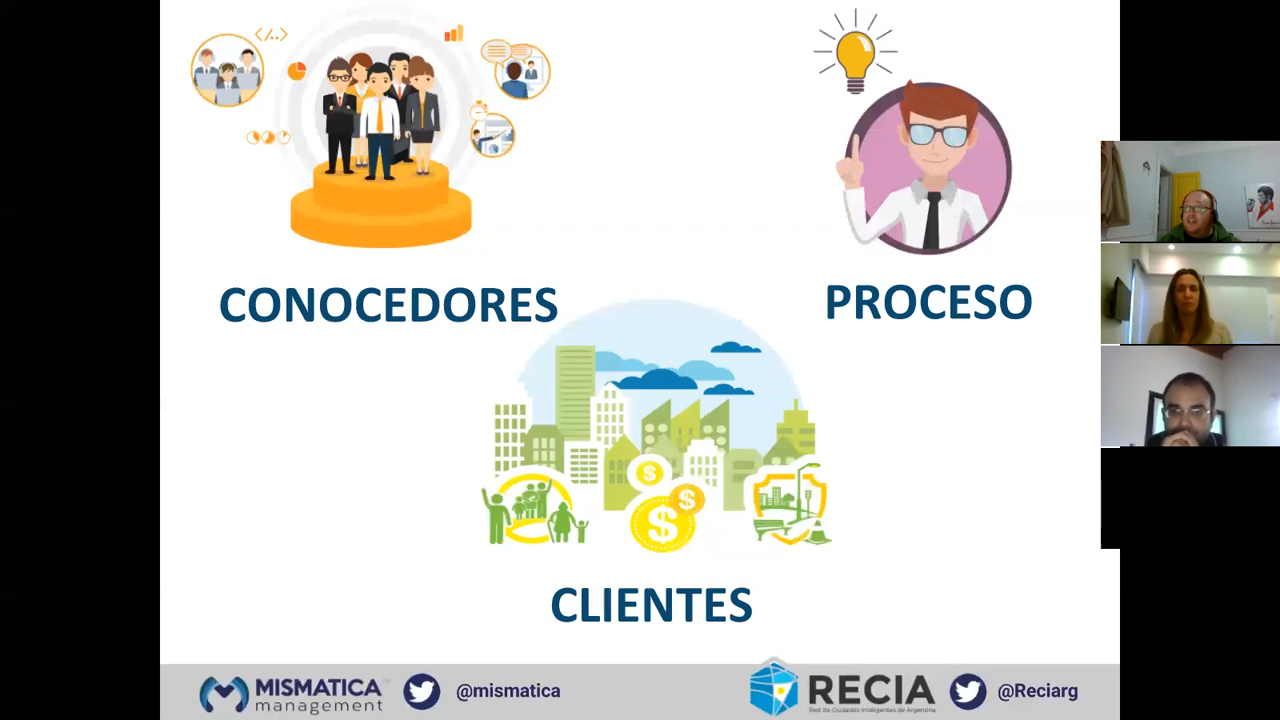 </..>
CONOCEDORES
PROCESO
CLIENTES
MISMATICA
management
@mismatica
RECIA
Red de Ciudades Inteligentes de Argentina
@Reciarg